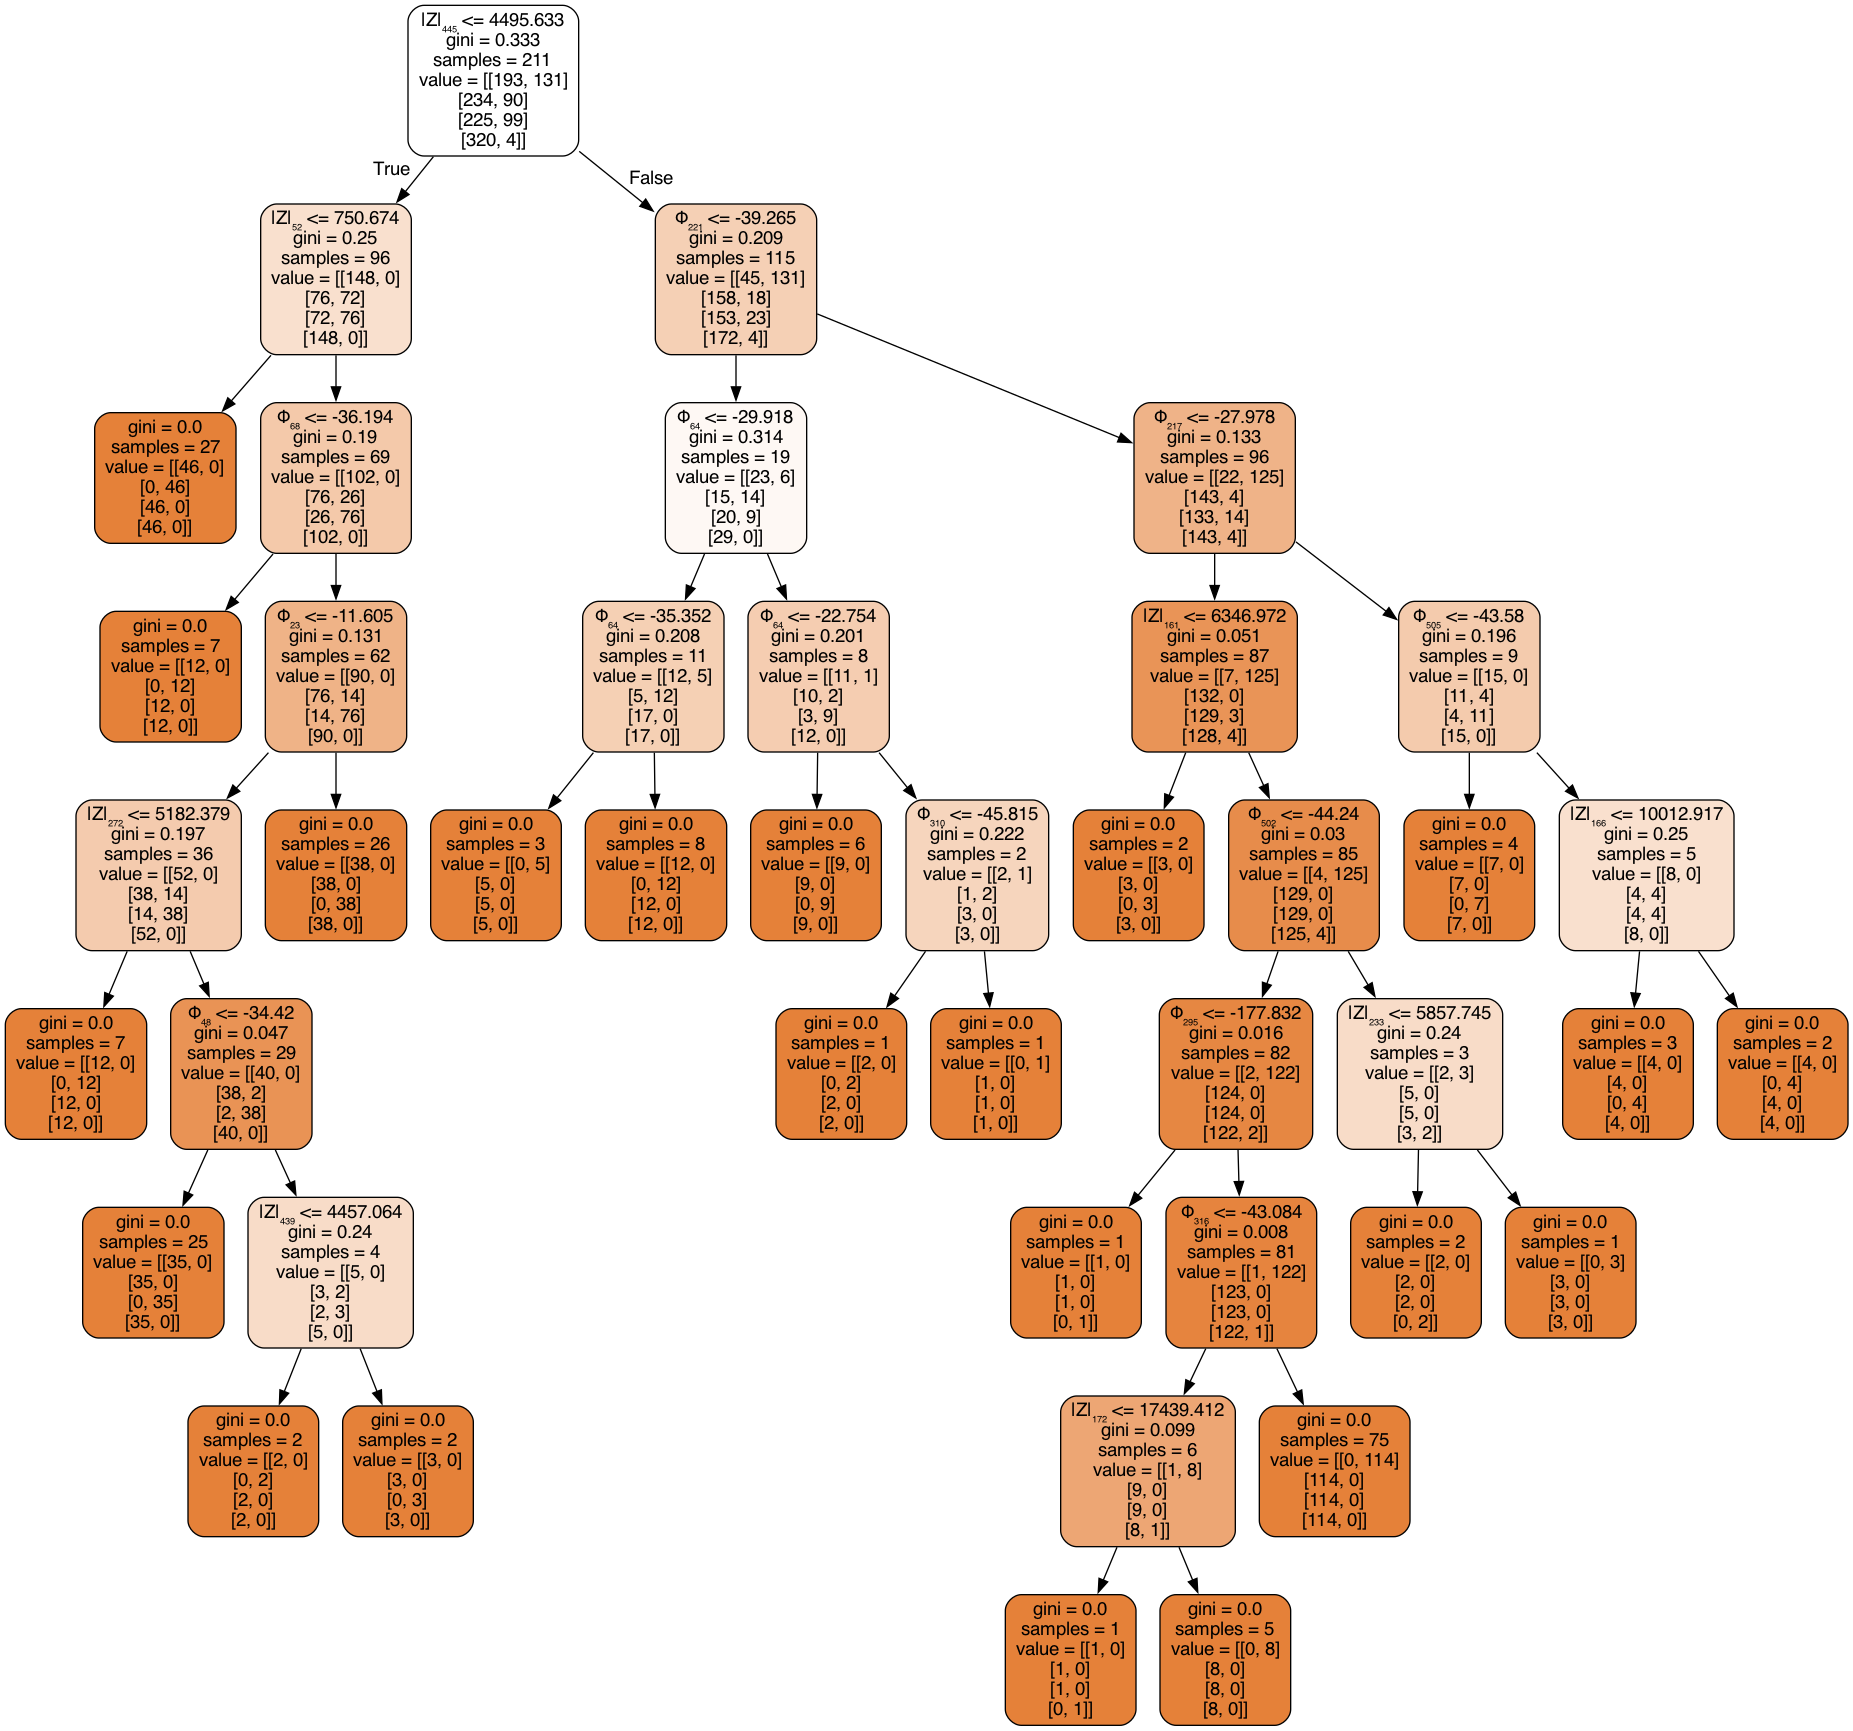 |Z|₄₄₅ <= 4495.633
gini = 0.333
samples = 211
value = [[193, 131]
[234, 90]
[225, 99]
[320, 4]]
True
False
|Z|₅₂ <= 750.674
gini = 0.25
samples = 96
value = [[148, 0]
[76, 72]
[72, 76]
[148, 0]]
Φ₂₂₁ <= -39.265
gini = 0.209
samples = 115
value = [[45, 131]
[158, 18]
[153, 23]
[172, 4]]
gini = 0.0
samples = 27
value = [[46, 0]
[0, 46]
[46, 0]
[46, 0]]
Φ₆₈ <= -36.194
gini = 0.19
samples = 69
value = [[102, 0]
[76, 26]
[26, 76]
[102, 0]]
Φ₆₄ <= -29.918
gini = 0.314
samples = 19
value = [[23, 6]
[15, 14]
[20, 9]
[29, 0]]
Φ₂₁₇ <= -27.978
gini = 0.133
samples = 96
value = [[22, 125]
[143, 4]
[133, 14]
[143, 4]]
gini = 0.0
samples = 7
value = [[12, 0]
[0, 12]
[12, 0]
[12, 0]]
Φ₂₃ <= -11.605
gini = 0.131
samples = 62
value = [[90, 0]
[76, 14]
[14, 76]
[90, 0]]
Φ₆₄ <= -35.352
gini = 0.208
samples = 11
value = [[12, 5]
[5, 12]
[17, 0]
[17, 0]]
Φ₆₄ <= -22.754
gini = 0.201
samples = 8
value = [[11, 1]
[10, 2]
[3, 9]
[12, 0]]
|Z|₁₆₁ <= 6346.972
gini = 0.051
samples = 87
value = [[7, 125]
[132, 0]
[129, 3]
[128, 4]]
Φ₅₀₅ <= -43.58
gini = 0.196
samples = 9
value = [[15, 0]
[11, 4]
[4, 11]
[15, 0]]
|Z|₂₇₂ <= 5182.379
gini = 0.197
samples = 36
value = [[52, 0]
[38, 14]
[14, 38]
[52, 0]]
gini = 0.0
samples = 26
value = [[38, 0]
[38, 0]
[0, 38]
[38, 0]]
gini = 0.0
samples = 3
value = [[0, 5]
[5, 0]
[5, 0]
[5, 0]]
gini = 0.0
samples = 8
value = [[12, 0]
[0, 12]
[12, 0]
[12, 0]]
gini = 0.0
samples = 6
value = [[9, 0]
[9, 0]
[0, 9]
[9, 0]]
Φ₃₁₀ <= -45.815
gini = 0.222
samples = 2
value = [[2, 1]
[1, 2]
[3, 0]
[3, 0]]
gini = 0.0
samples = 2
value = [[3, 0]
[3, 0]
[0, 3]
[3, 0]]
Φ₅₀₂ <= -44.24
gini = 0.03
samples = 85
value = [[4, 125]
[129, 0]
[129, 0]
[125, 4]]
gini = 0.0
samples = 4
value = [[7, 0]
[7, 0]
[0, 7]
[7, 0]]
|Z|₁₆₆ <= 10012.917
gini = 0.25
samples = 5
value = [[8, 0]
[4, 4]
[4, 4]
[8, 0]]
gini = 0.0
samples = 7
value = [[12, 0]
[0, 12]
[12, 0]
[12, 0]]
Φ₄₈ <= -34.42
gini = 0.047
samples = 29
value = [[40, 0]
[38, 2]
[2, 38]
[40, 0]]
gini = 0.0
samples = 1
value = [[2, 0]
[0, 2]
[2, 0]
[2, 0]]
gini = 0.0
samples = 1
value = [[0, 1]
[1, 0]
[1, 0]
[1, 0]]
Φ₂₉₅ <= -177.832
gini = 0.016
samples = 82
value = [[2, 122]
[124, 0]
[124, 0]
[122, 2]]
|Z|₂₃₃ <= 5857.745
gini = 0.24
samples = 3
value = [[2, 3]
[5, 0]
[5, 0]
[3, 2]]
gini = 0.0
samples = 3
value = [[4, 0]
[4, 0]
[0, 4]
[4, 0]]
gini = 0.0
samples = 2
value = [[4, 0]
[0, 4]
[4, 0]
[4, 0]]
gini = 0.0
samples = 25
value = [[35, 0]
[35, 0]
[0, 35]
[35, 0]]
|Z|₄₃₉ <= 4457.064
gini = 0.24
samples = 4
value = [[5, 0]
[3, 2]
[2, 3]
[5, 0]]
gini = 0.0
samples = 1
value = [[1, 0]
[1, 0]
[1, 0]
[0, 1]]
Φ₃₁₆ <= -43.084
gini = 0.008
samples = 81
value = [[1, 122]
[123, 0]
[123, 0]
[122, 1]]
gini = 0.0
samples = 2
value = [[2, 0]
[2, 0]
[2, 0]
[0, 2]]
gini = 0.0
samples = 1
value = [[0, 3]
[3, 0]
[3, 0]
[3, 0]]
gini = 0.0
samples = 2
value = [[2, 0]
[0, 2]
[2, 0]
[2, 0]]
gini = 0.0
samples = 2
value = [[3, 0]
[3, 0]
[0, 3]
[3, 0]]
|Z|₁₇₂ <= 17439.412
gini = 0.099
samples = 6
value = [[1, 8]
[9, 0]
[9, 0]
[8, 1]]
gini = 0.0
samples = 75
value = [[0, 114]
[114, 0]
[114, 0]
[114, 0]]
gini = 0.0
samples = 1
value = [[1, 0]
[1, 0]
[1, 0]
[0, 1]]
gini = 0.0
samples = 5
value = [[0, 8]
[8, 0]
[8, 0]
[8, 0]]